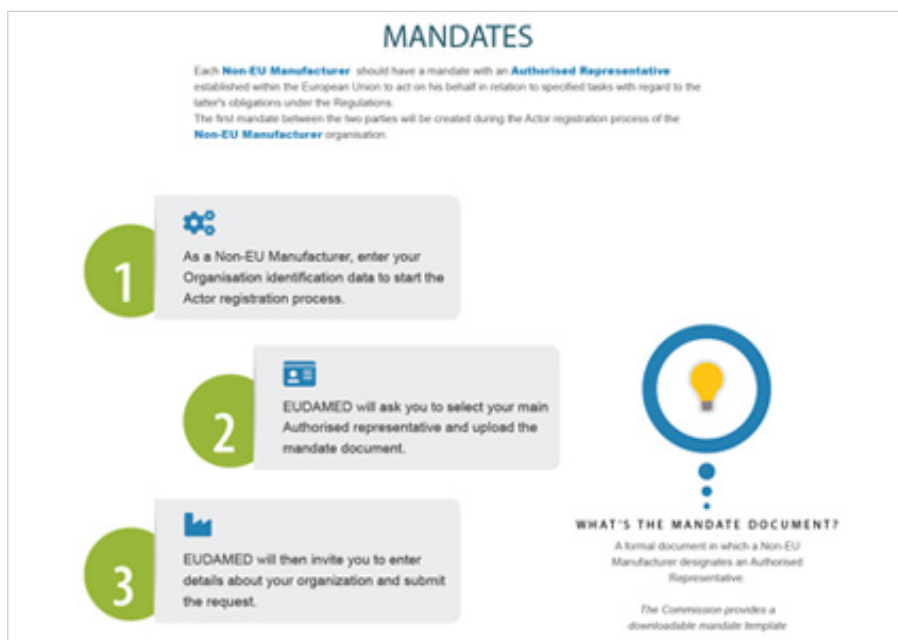 MANDATES
Each Non-EU Manufacturer should have a mandate with an Authorised Representative
established within the European Union to act on his behalf in relation to specified tasks with regard to the
latter's obligations under the Regulations.
The first mandate between the two parties will be created during the Actor registration process of the
Non-EU Manufacturer organisation.
1
As a Non-EU Manufacturer, enter your
Organisation identification data to start the
Actor registration process.
2
EUDAMED will ask you to select your main
Authorised representative and upload the
mandate document.
3
EUDAMED will then invite you to enter
details about your organization and submit
the request.
WHAT'S THE MANDATE DOCUMENT?
A formal document in which a Non-EU
Manufacturer designates an Authorised
Representative.
The Commission provides a
downloadable mandate template